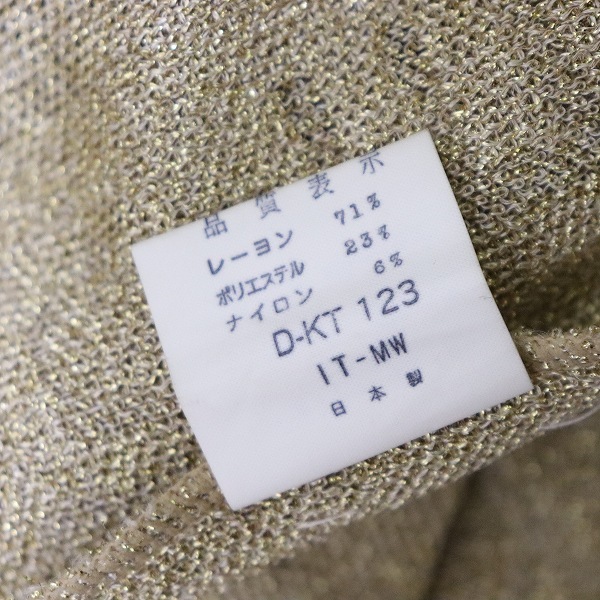 品質表示
レーヨン 71%
ポリエステル 23%
ナイロン 6%
D-KT 123
IT-MW
日本製